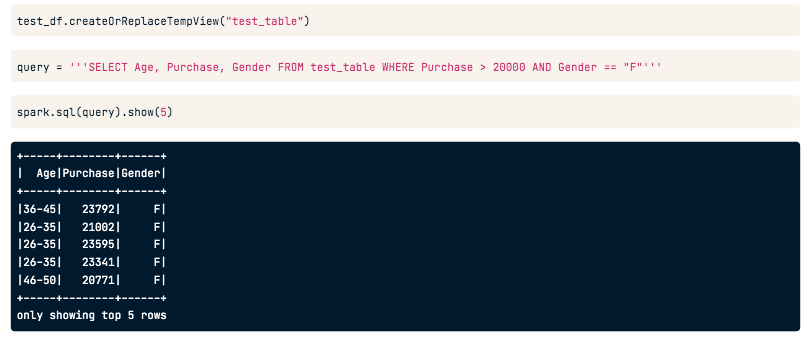 test_df.createOrReplaceTempView("test_table")
query = '''SELECT Age, Purchase, Gender FROM test_table WHERE Purchase > 20000 AND Gender == "F"'''
spark.sql(query).show(5)
+-----+--------+------+
|  Age|Purchase|Gender|
+-----+--------+------+
|36-45|   23792|     F|
|26-35|   21002|     F|
|26-35|   23595|     F|
|26-35|   23341|     F|
|46-50|   20771|     F|
+-----+--------+------+
only showing top 5 rows